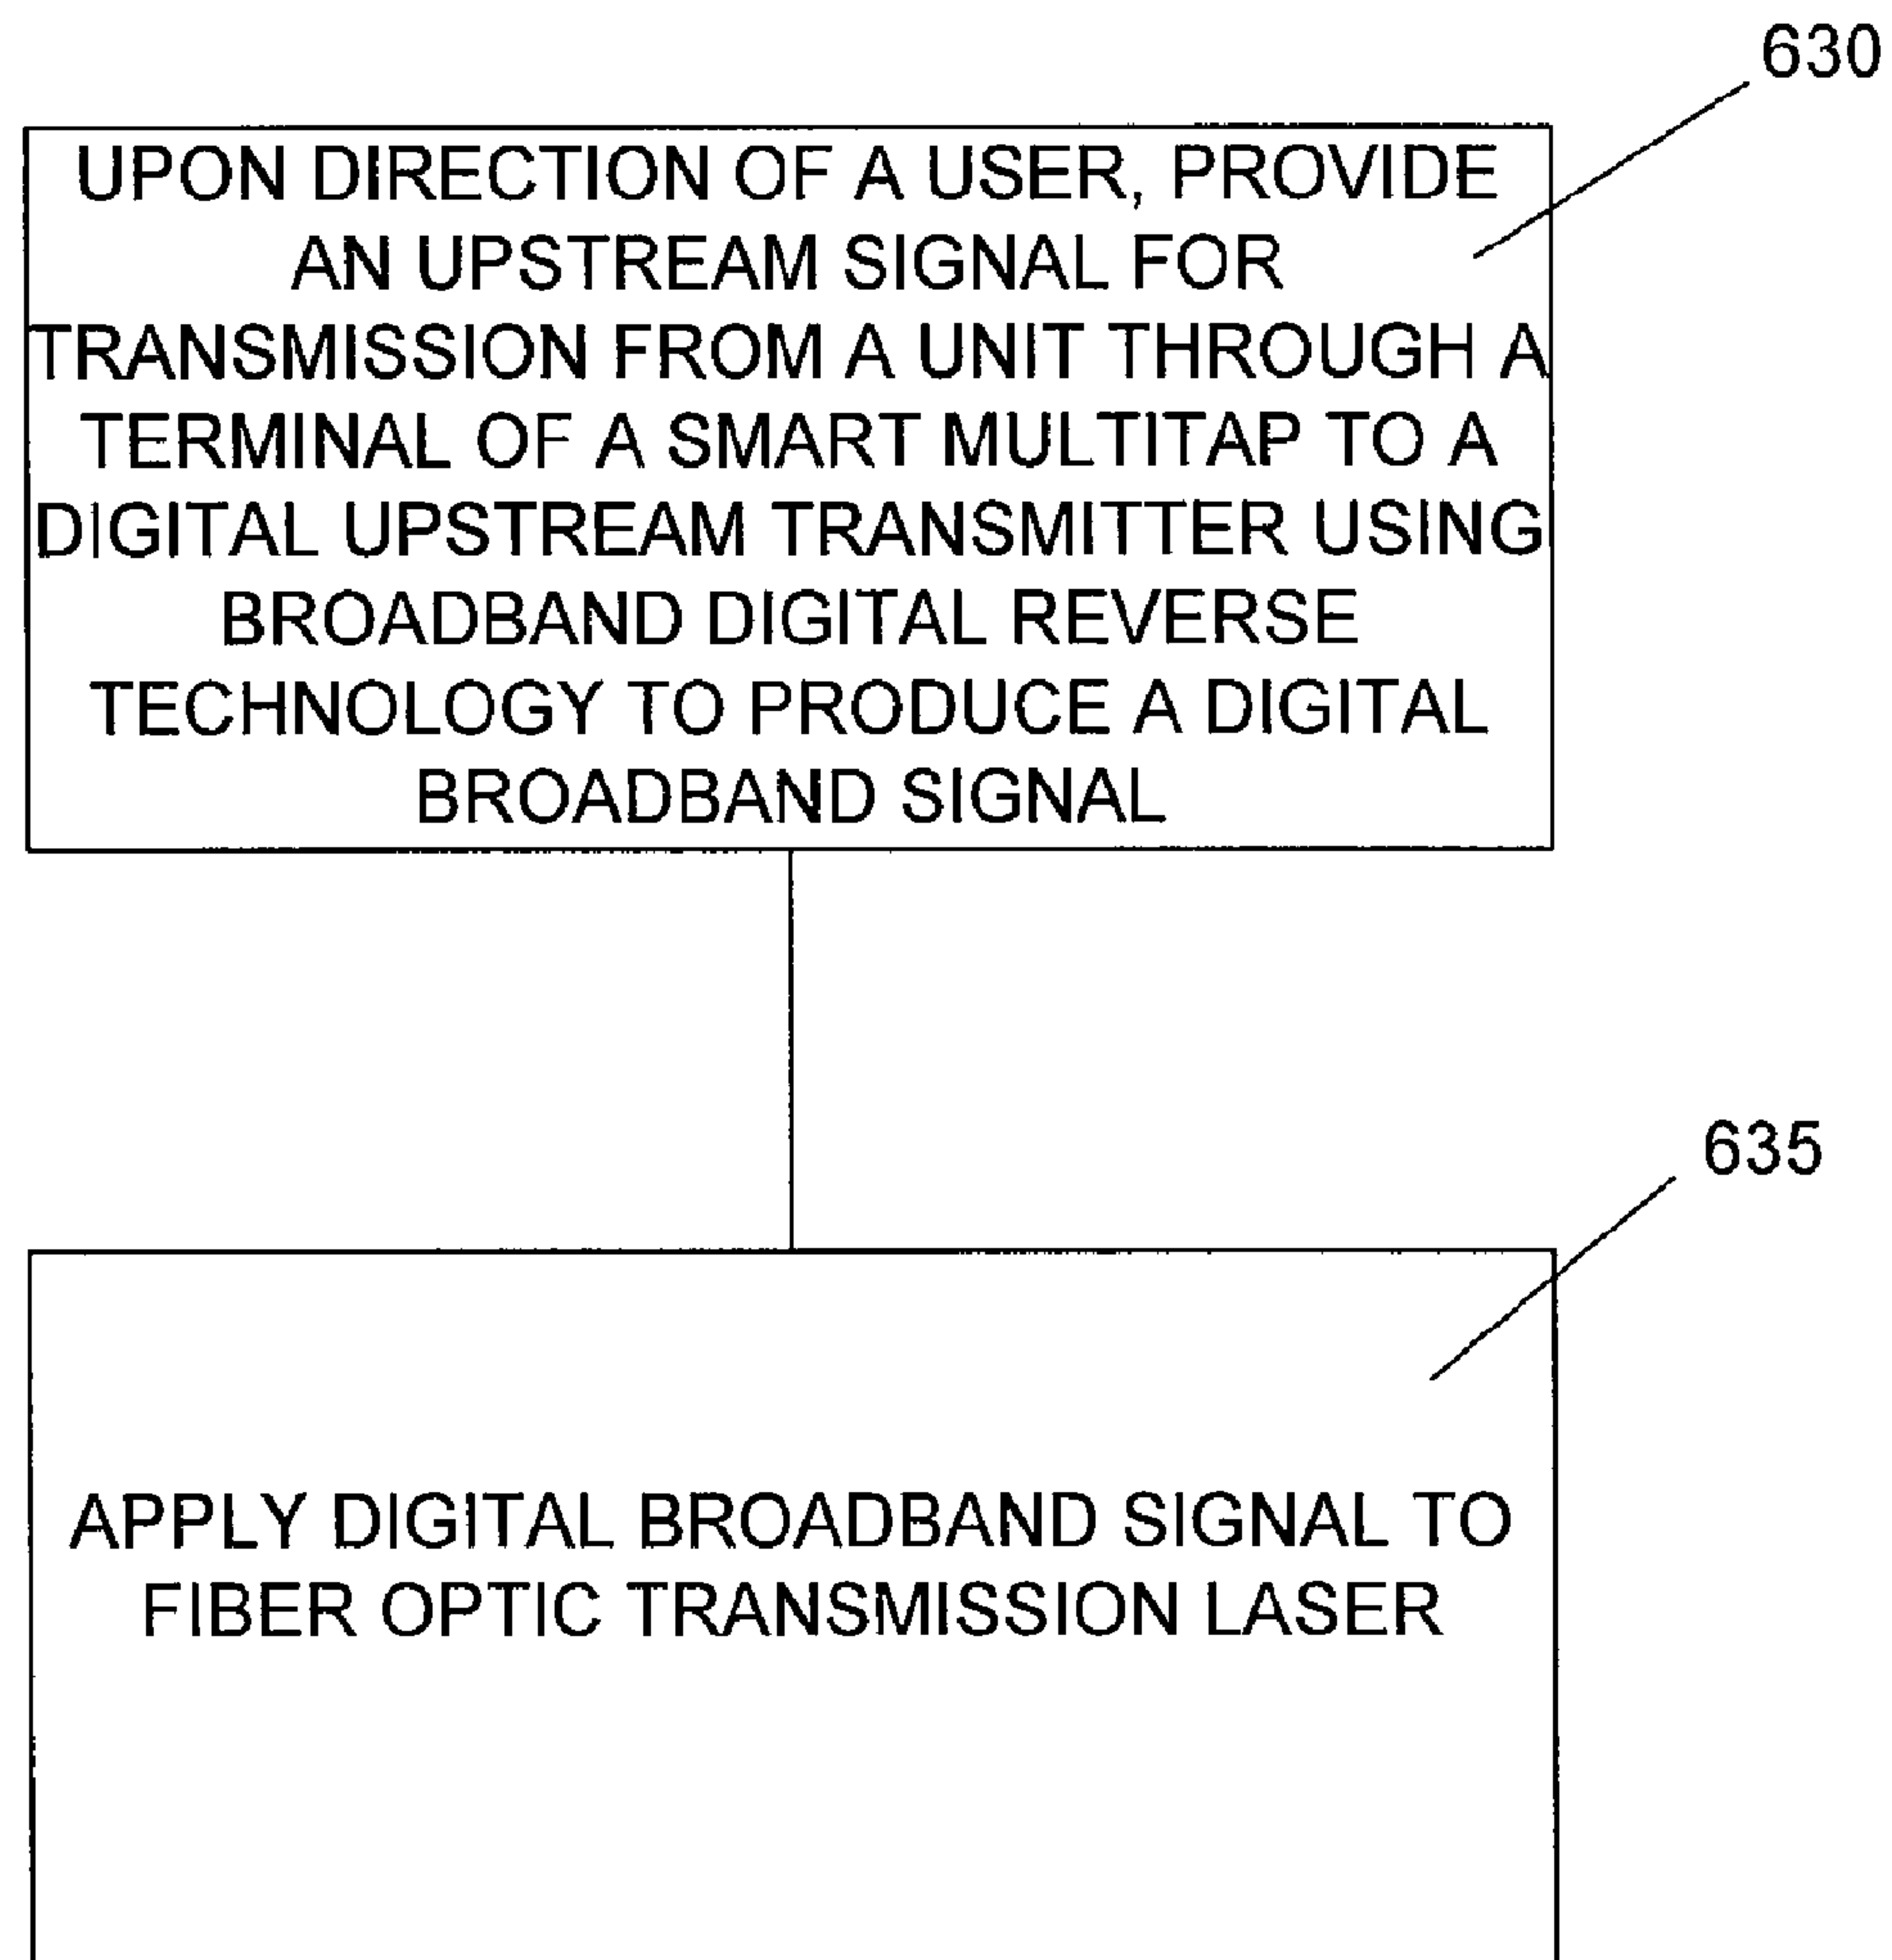 630
UPON DIRECTION OF A USER, PROVIDE
AN UPSTREAM SIGNAL FOR
TRANSMISSION FROM A UNIT THROUGH A
TERMINAL OF A SMART MULTITAP TO A
DIGITAL UPSTREAM TRANSMITTER USING
BROADBAND DIGITAL REVERSE
TECHNOLOGY TO PRODUCE A DIGITAL
BROADBAND SIGNAL
635
APPLY DIGITAL BROADBAND SIGNAL TO
FIBER OPTIC TRANSMISSION LASER